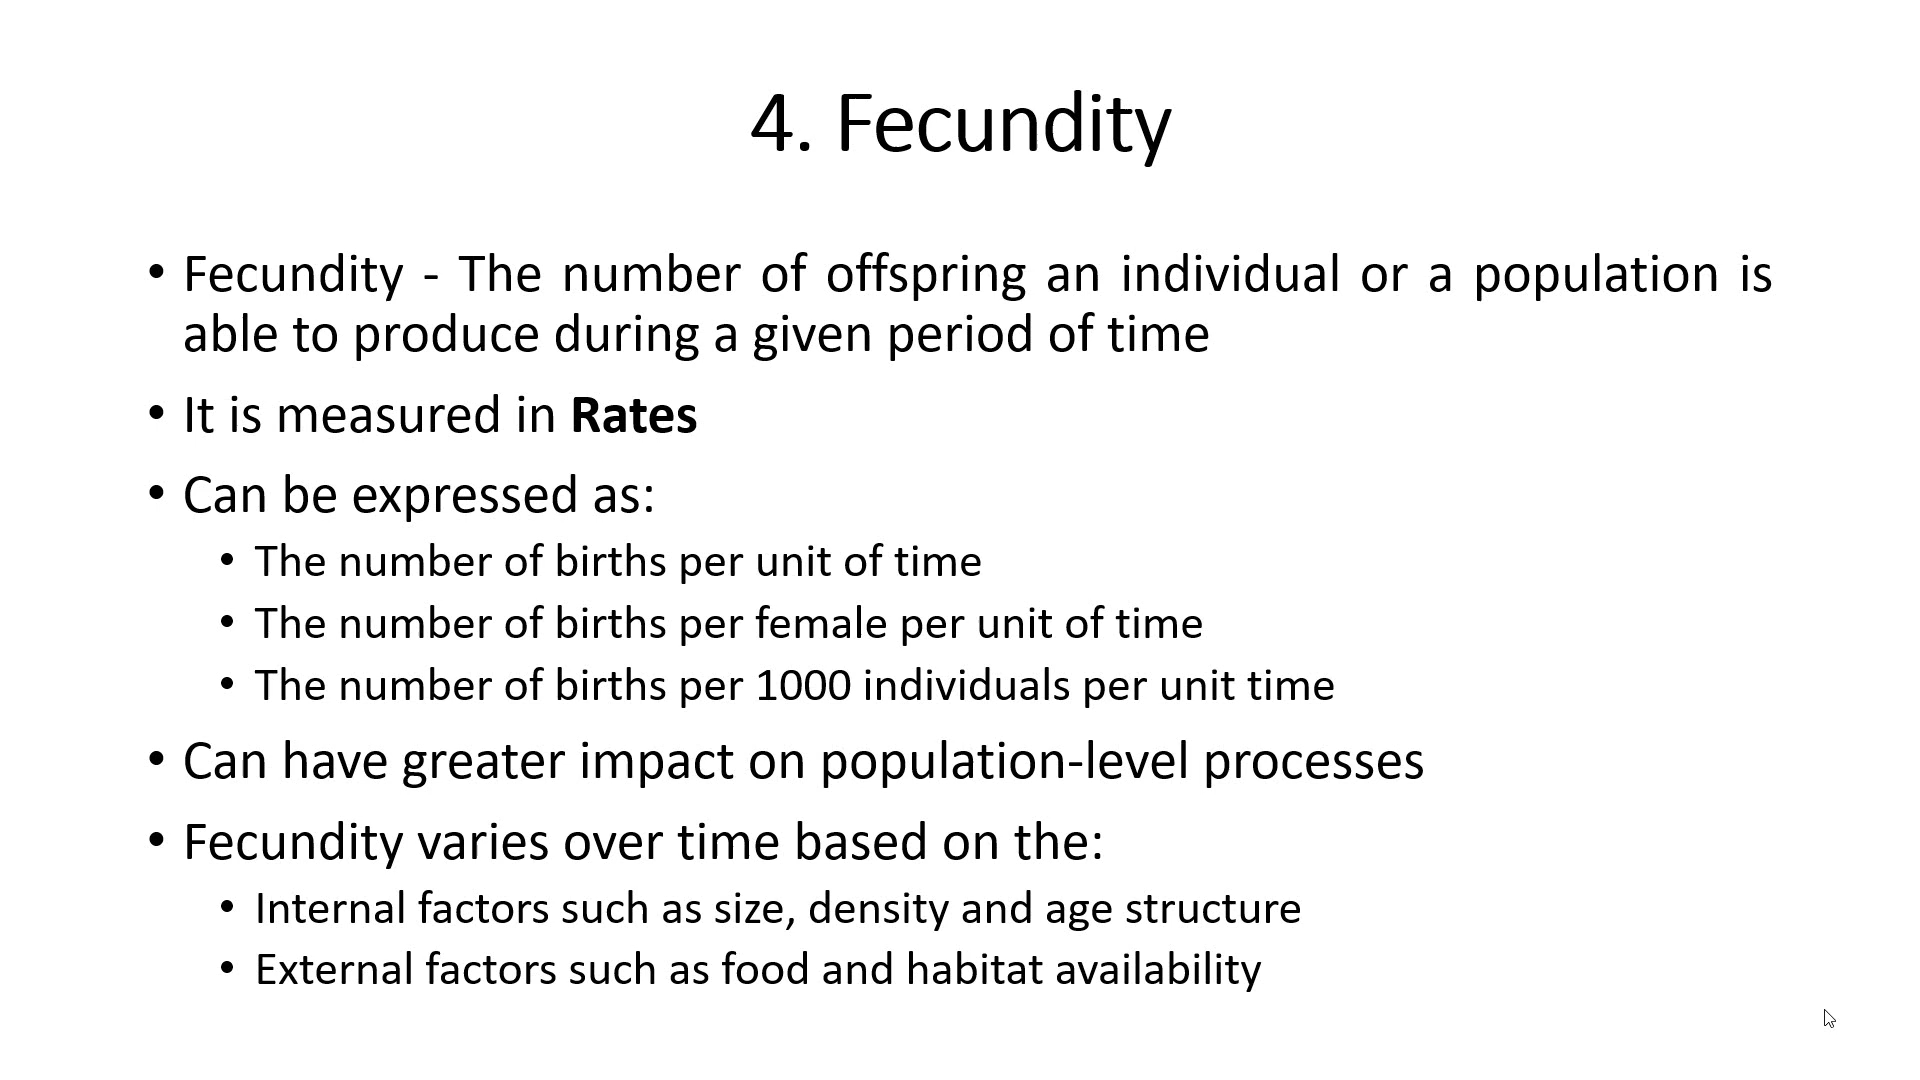 4. Fecundity
• Fecundity - The number of offspring an individual or a population is
able to produce during a given period of time
• It is measured in Rates
• Can be expressed as:
• The number of births per unit of time
• The number of births per female per unit of time
• The number of births per 1000 individuals per unit time
• Can have greater impact on population-level processes
• Fecundity varies over time based on the:
• Internal factors such as size, density and age structure
• External factors such as food and habitat availability